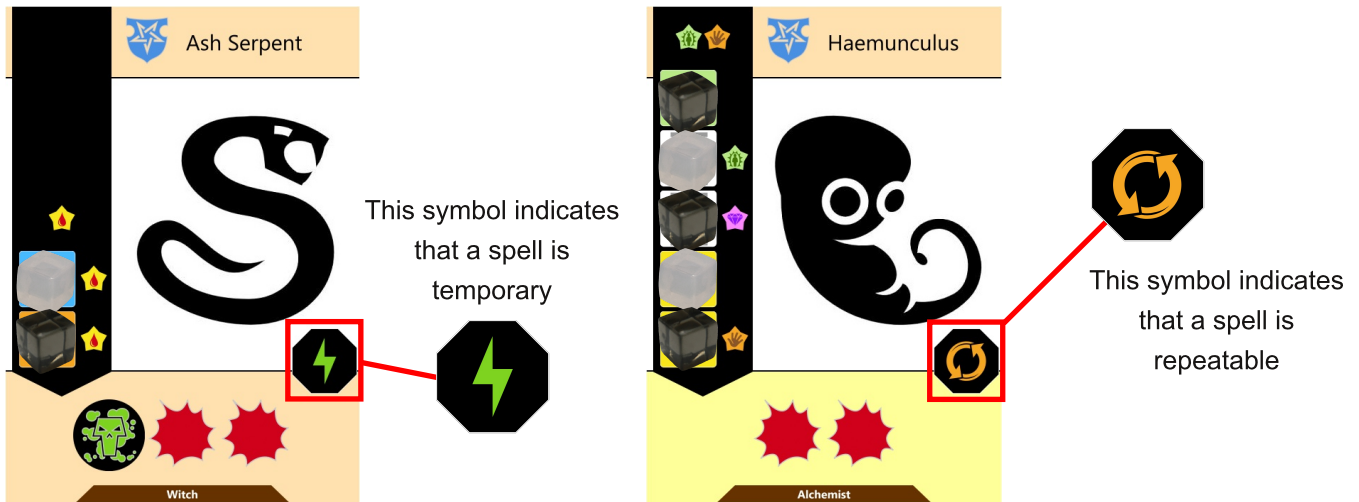 Ash Serpent
Haemunculus
This symbol indicates
that a spell is
temporary
This symbol indicates
that a spell is
repeatable
Witch
Alchemist